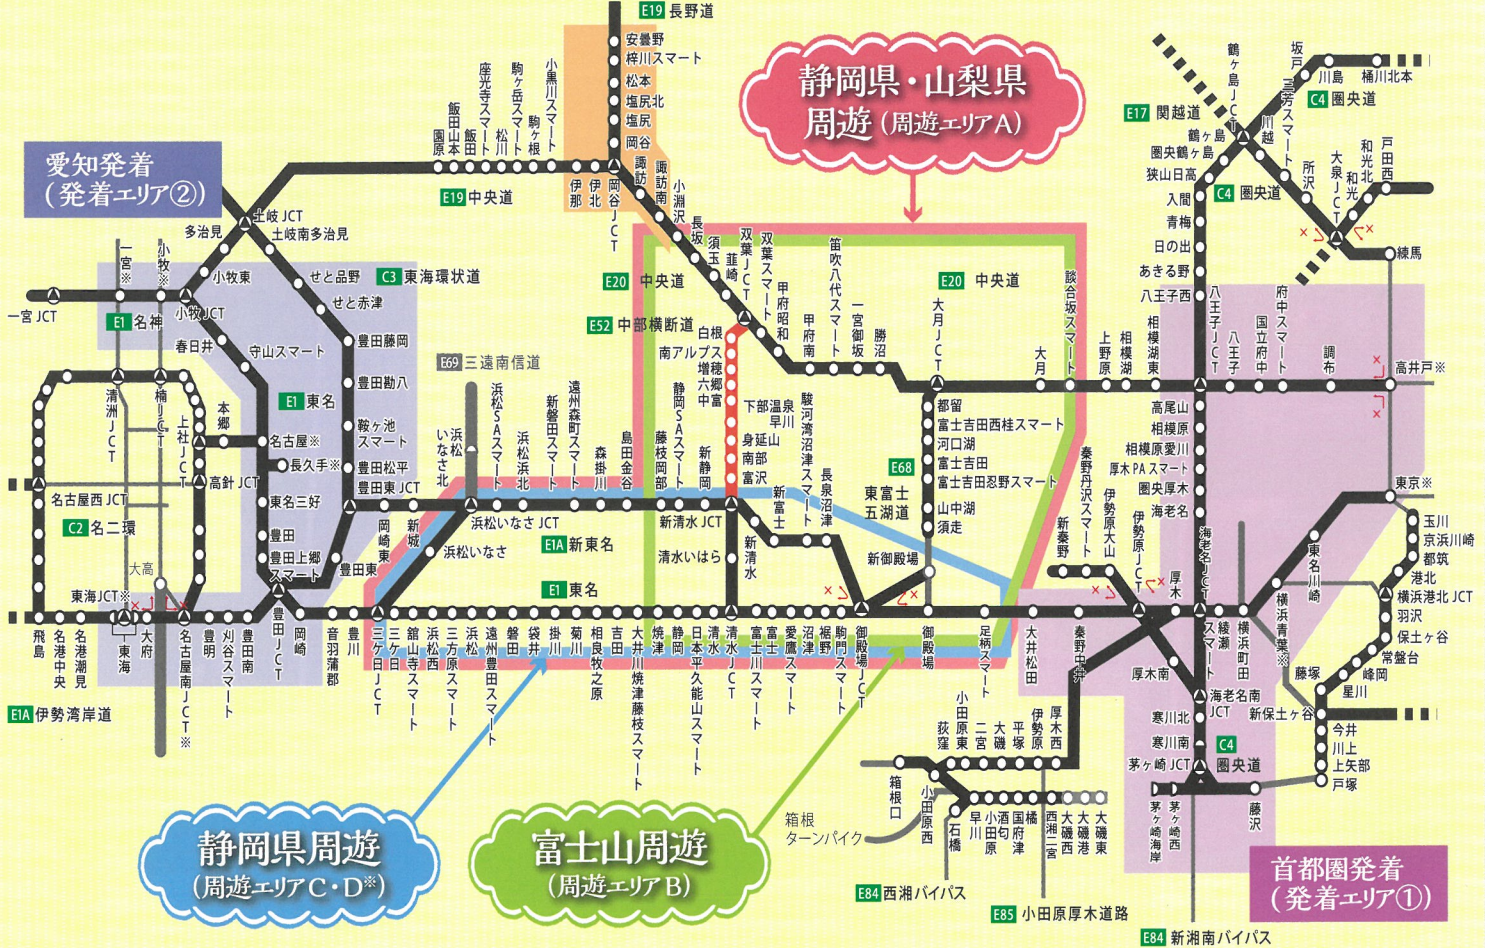 E19 長野道
安曇野
梓川スマート
松本
塩尻北
塩尻
岡谷
園原
飯田山本
飯田
座光寺スマート
松川
駒ヶ岳スマート
駒ヶ根
小黒川スマート
伊那
伊北
岡谷JCT
諏訪
諏訪南
小淵沢
長坂
須玉
韮崎
双葉JCT
双葉スマート
甲府昭和
甲府南
笛吹八代スマート
一宮御坂
勝沼
大月JCT
大月
談合坂スマート
上野原
相模湖
相模湖東
E19 中央道
E20 中央道
E20 中央道
E52 中部横断道
静岡県・山梨県
周遊(周遊エリアA)
愛知発着
(発着エリア②)
土岐JCT
多治見
土岐南多治見
小牧東
せと品野
せと赤津
C3 東海環状道
一宮※
小牧※
一宮JCT
小牧JCT
E1 名神
春日井
守山スマート
豊田藤岡
豊田勘八
E1 東名
鞍ヶ池
スマート
豊田松平
豊田東JCT
清洲JCT
楠JCT
上社JCT
本郷
名古屋※
長久手※
高針JCT
名古屋西JCT
C2 名二環
東名三好
豊田
豊田上郷
スマート
豊田東
大高
東海JCT※
飛島
名港中央
名港潮見
東海
大府
名古屋南JCT※
豊明
刈谷スマート
豊田南
豊田JCT
岡崎
音羽蒲郡
豊川
E1A 伊勢湾岸道
E69 三遠南信道
岡崎東
新城
いなさ北
浜松
浜松いなさJCT
浜松いなさ
浜松SAスマート
浜松浜北
新磐田スマート
遠州森町スマート
森掛川
島田金谷
藤枝岡部
静岡SAスマート
新静岡
新清水JCT
E1A 新東名
E1 東名
清水いはら
新清水
新富士
駿河湾沼津スマート
長泉沼津
白根
南アルプス
増穂
六郷
中富
下部温泉
早川
身延山
南部
富沢
三ケ日JCT
三ケ日
舘山寺スマート
浜松西
三方原スマート
浜松
遠州豊田スマート
磐田
袋井
掛川
菊川
相良牧之原
吉田
大井川焼津藤枝スマート
焼津
静岡
日本平久能山スマート
清水
清水JCT
富士川スマート
富士
愛鷹スマート
沼津
裾野
駒門スマート
御殿場JCT
御殿場
足柄スマート
大井松田
秦野中井
都留
富士吉田西桂スマート
河口湖
富士吉田
富士吉田忍野スマート
山中湖
須走
E68
東富士
五湖道
新御殿場
新秦野
秦野丹沢スマート
伊勢原大山
伊勢原JCT
厚木
海老名JCT
綾瀬
スマート
横浜町田
横浜青葉※
東名川崎
東京※
厚木南
海老名南
JCT
寒川北
寒川南
茅ヶ崎JCT
C4
圏央道
茅ヶ崎海岸
茅ヶ崎西
藤沢
静岡県周遊
(周遊エリアC・D※)
富士山周遊
(周遊エリアB)
首都圏発着
(発着エリア①)
荻窪
小田原東
二宮
大磯
平塚
伊勢原
厚木西
箱根口
小田原西
石橋
早川
小田原
酒匂
国府津
橘
西湘二宮
大磯西
大磯港
大磯東
箱根
ターンパイク
E84 西湘バイパス
E85 小田原厚木道路
E84 新湘南バイパス
E17 関越道
鶴ヶ島JCT
坂戸
川島
桶川北本
C4 圏央道
鶴ヶ島
圏央鶴ヶ島
狭山日高
C4 圏央道
入間
青梅
日の出
あきる野
八王子西
川越
三芳スマート
所沢
大泉JCT
和光
和光北
戸田西
練馬
八王子JCT
八王子
国立府中
府中スマート
調布
高井戸※
高尾山
相模原
相模原愛川
厚木PAスマート
圏央厚木
海老名
玉川
京浜川崎
都筑
港北
横浜港北JCT
羽沢
保土ヶ谷
常盤台
峰岡
星川
藤塚
新保土ヶ谷
今井
川上
上矢部
戸塚